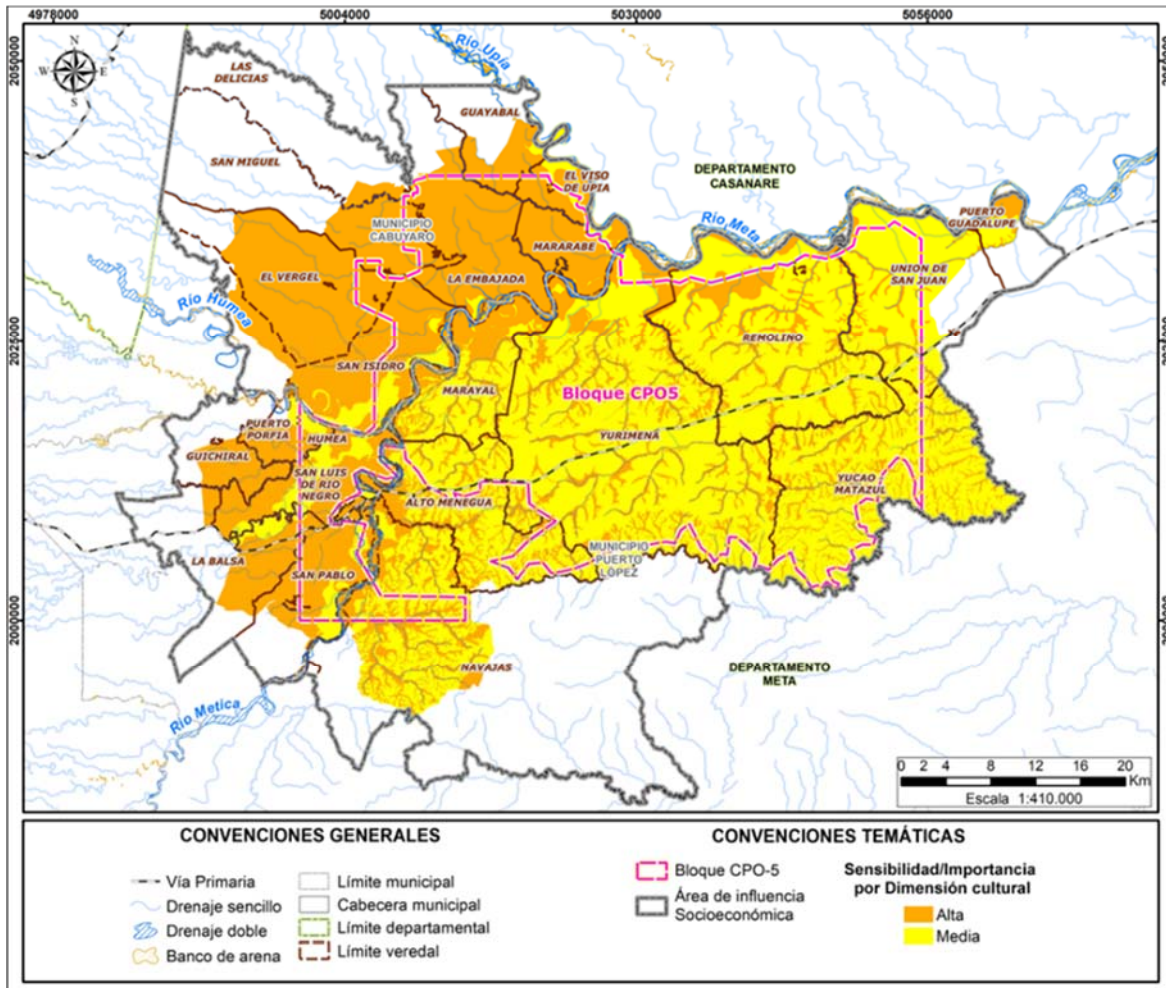 4978000
5004000
5030000
5056000
2050000
N
W
E
S
LAS
DELICIAS
Río Upía
GUAYABAL
SAN MIGUEL
DEPARTAMENTO
CASANARE
EL VISO
DE UPIA
MUNICIPIO
CABUYARO
Río Meta
PUERTO
GUADALUPE
MARARABE
EL VERGEL
LA EMBAJADA
UNION DE
SAN JUAN
Río Humea
2025000
REMOLINO
SAN ISIDRO
MARAYAL
Bloque CPO5
PUERTO
PORFIA
HUMEA
YURIMENA
GUICHIRAL
SAN LUIS
DE RIO
NEGRO
ALTO MENEGUA
YUCAO
MATAZUL
MUNICIPIO
PUERTO
LÓPEZ
LA BALSA
SAN PABLO
2000000
NAVAJAS
DEPARTAMENTO
META
Río Metica
0 2 4 8 12 16 20
Km
Escala 1:410.000
CONVENCIONES GENERALES
Vía Primaria
Drenaje sencillo
Drenaje doble
Banco de arena
Límite municipal
Cabecera municipal
Límite departamental
Límite veredal
CONVENCIONES TEMÁTICAS
Bloque CPO-5
Área de influencia
Socioeconómica
Sensibilidad/Importancia
por Dimensión cultural
Alta
Media